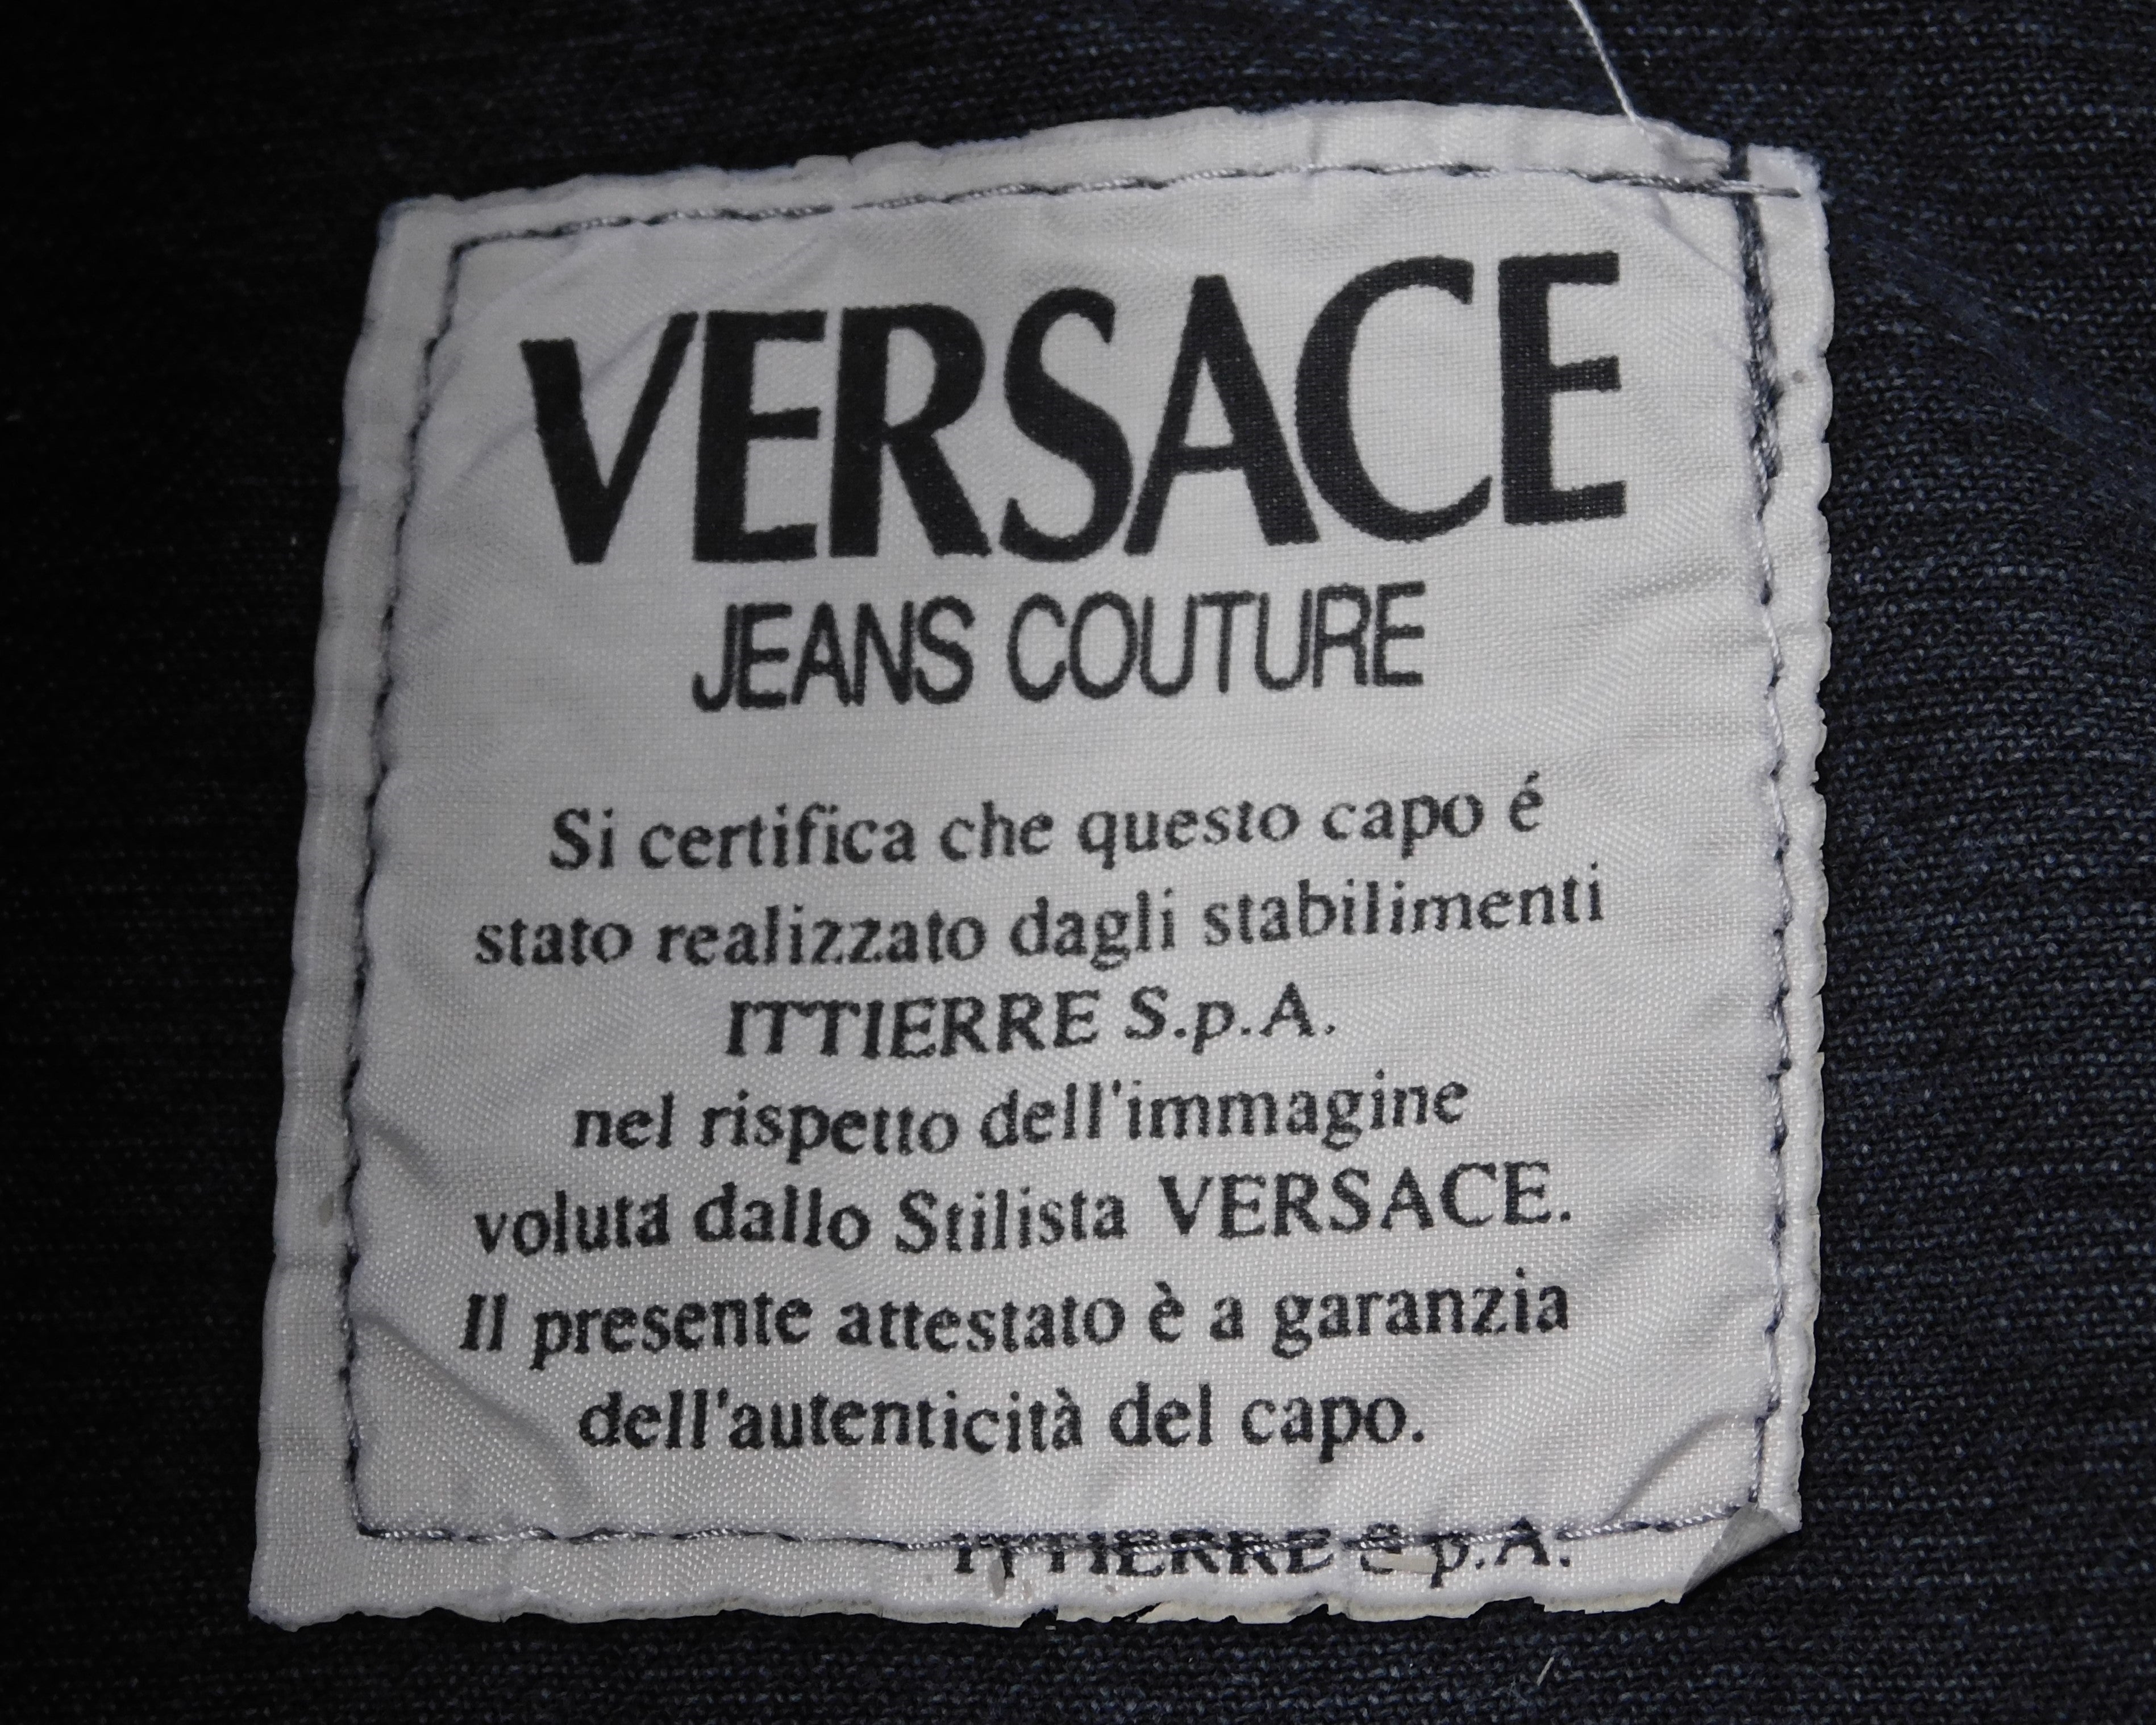 VERSACE
JEANS COUTURE
Si certifica che questo capo é
stato realizzato dagli stabilimenti
ITTIERRE S.p.A.
nel rispetto dell'immagine
voluta dallo Stilista VERSACE.
Il presente attestato è a garanzia
dell'autenticità del capo.
ITTIERRE S.p.A.